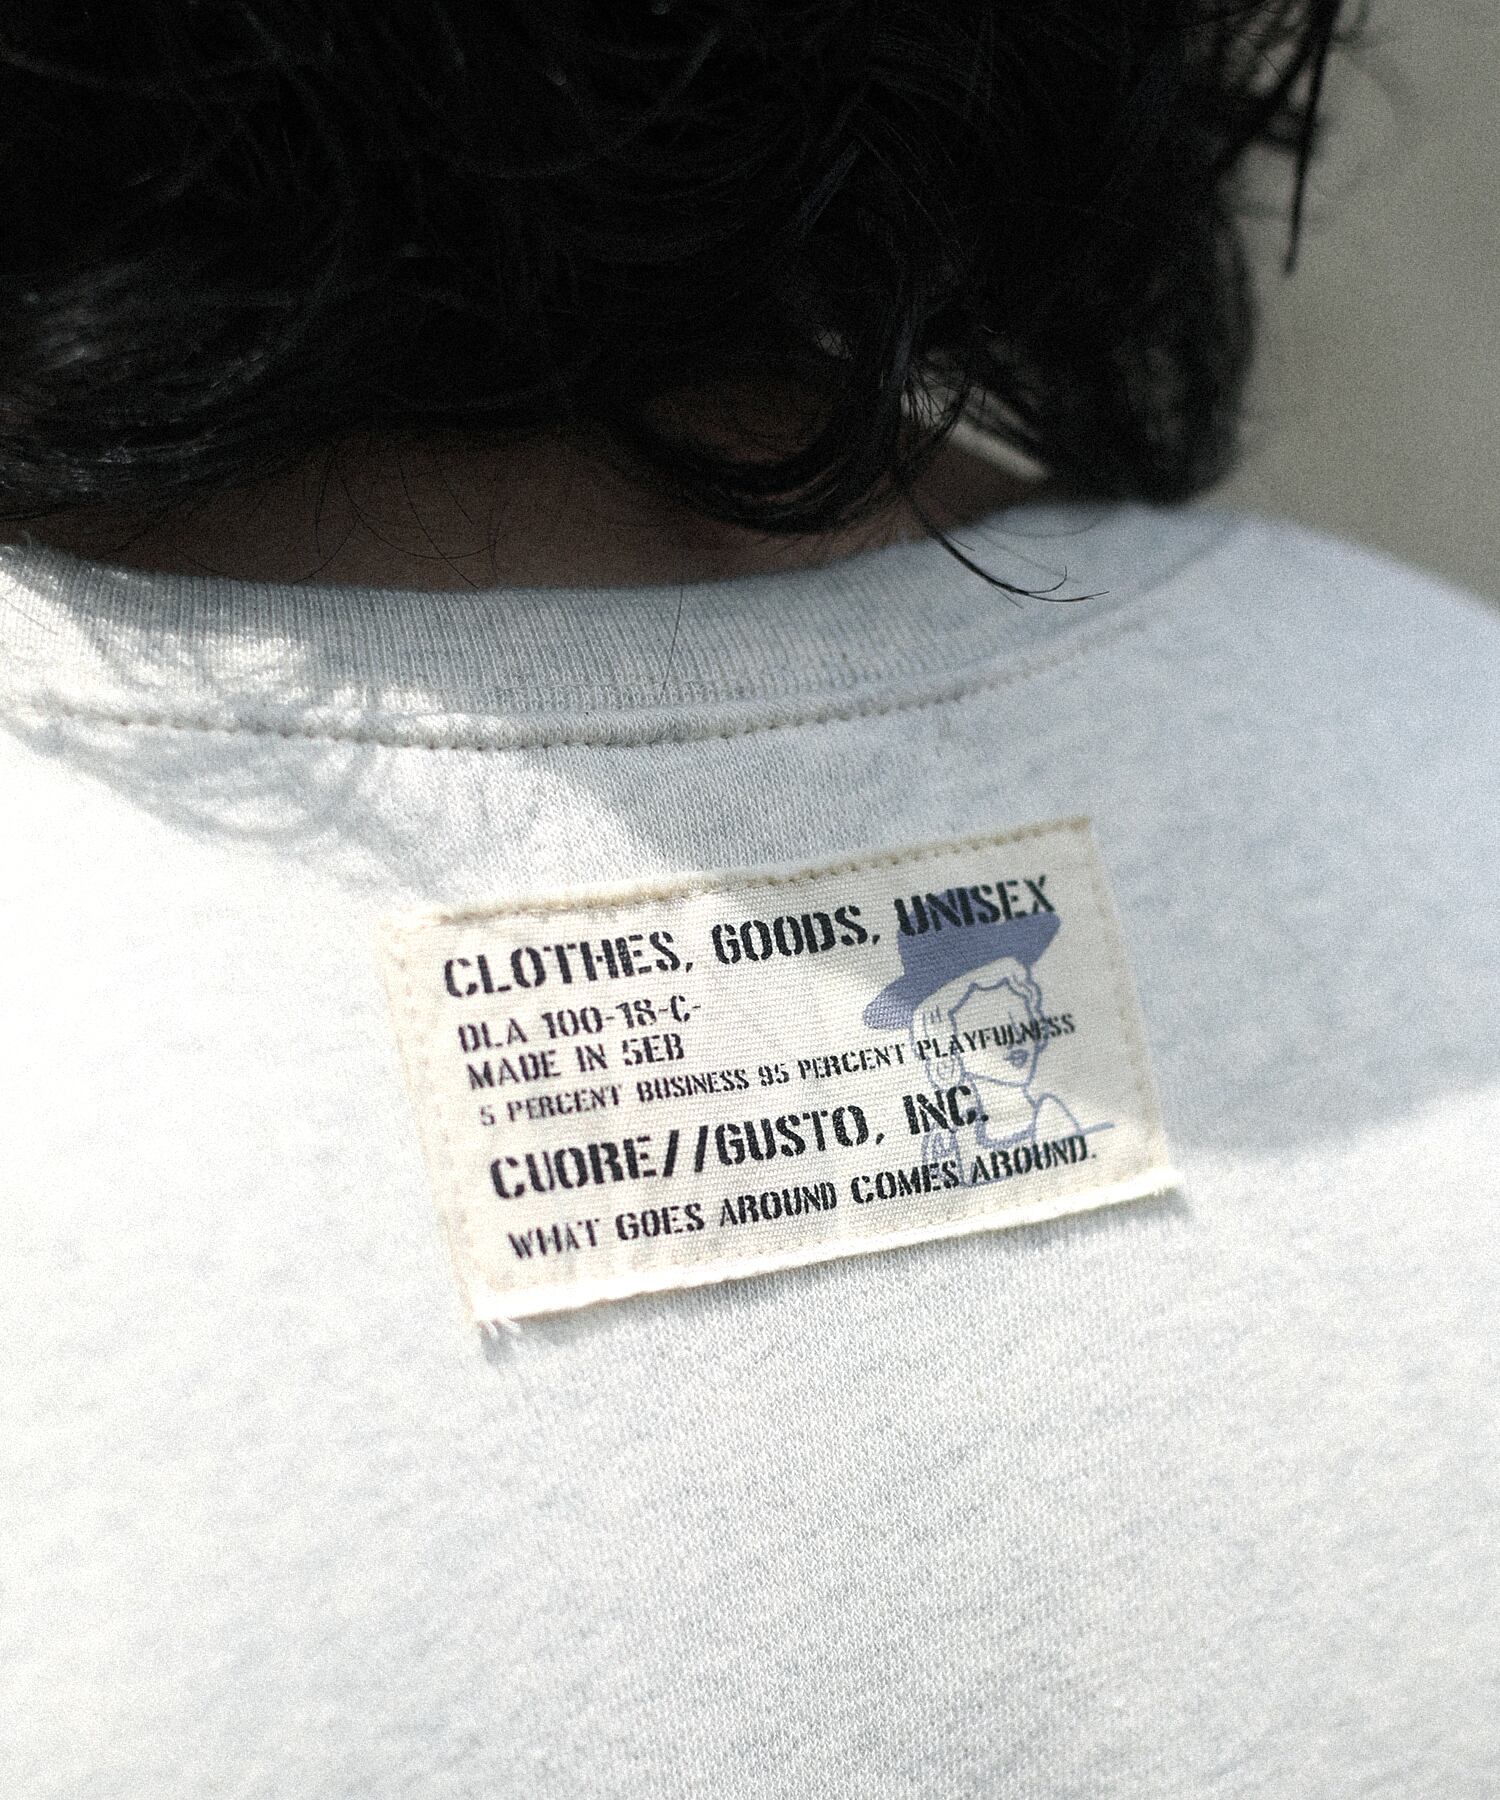 CLOTHES, GOODS, UNISEX
DLA 100-18-C-
MADE IN SEB
5 PERCENT BUSINESS 95 PERCENT PLAYFULNESS
CUORE//GUSTO, INC.
WHAT GOES AROUND COMES AROUND.